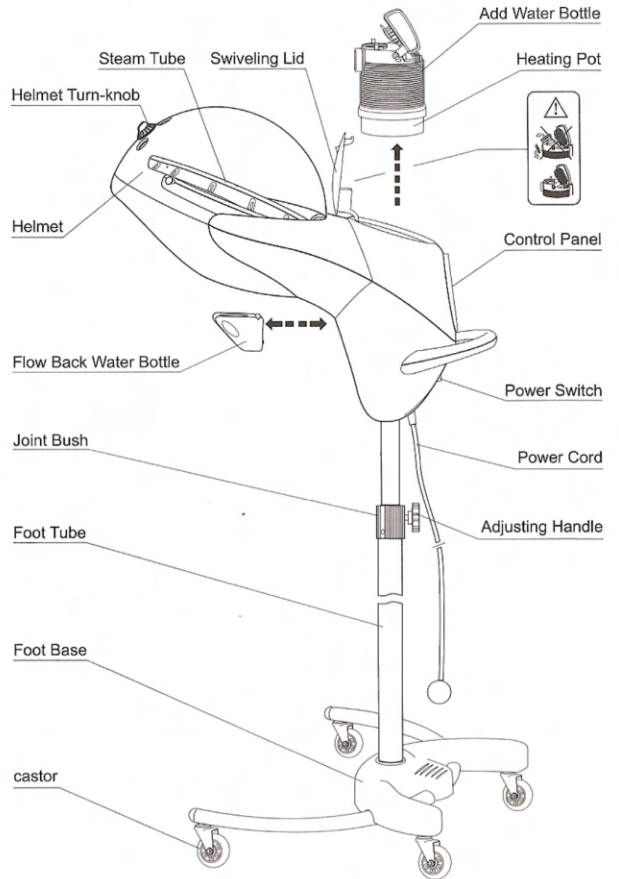 Add Water Bottle
Steam Tube
Swiveling Lid
Heating Pot
Helmet Turn-knob
Helmet
Control Panel
Flow Back Water Bottle
Power Switch
Joint Bush
Power Cord
Foot Tube
Adjusting Handle
Foot Base
castor